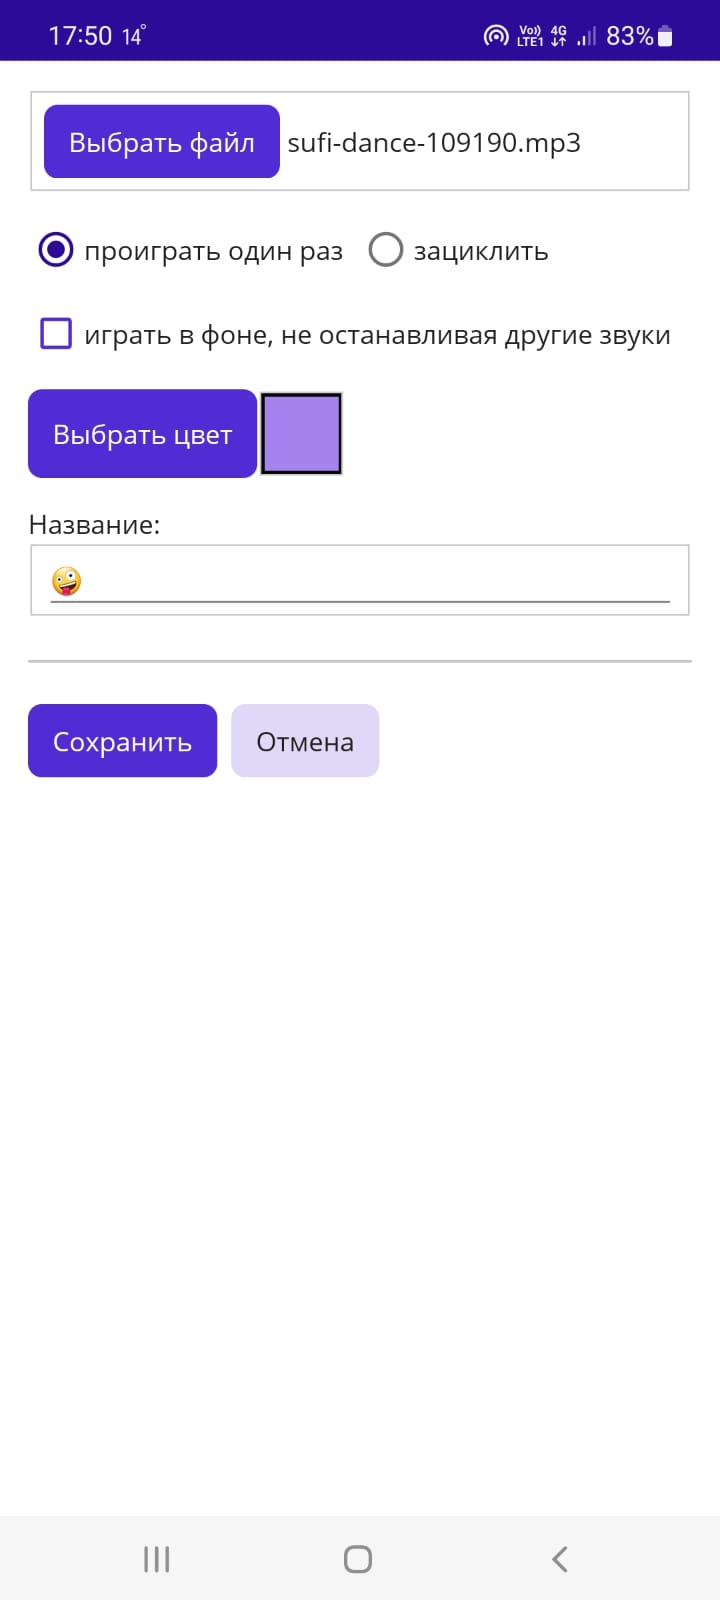 17:50 14° Vo)) LTE1 4G 83%
Выбрать файл sufi-dance-109190.mp3
проиграть один раз зациклить
играть в фоне, не останавливая другие звуки
Выбрать цвет
Название:
🤪
Сохранить Отмена